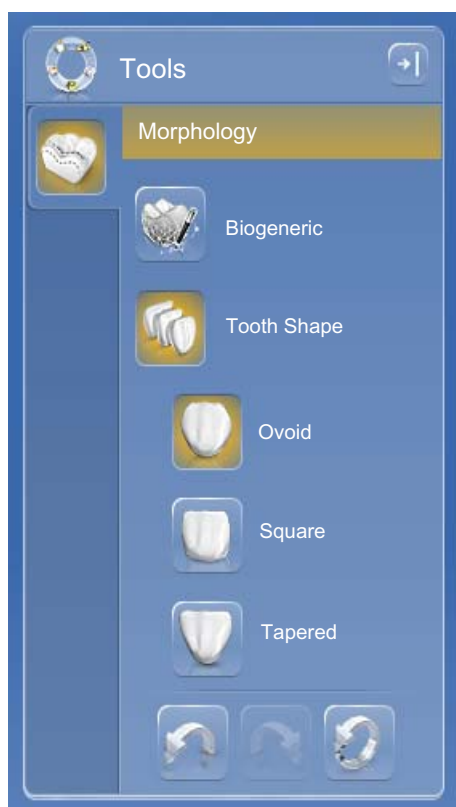 Tools
Morphology
Biogeneric
Tooth Shape
Ovoid
Square
Tapered